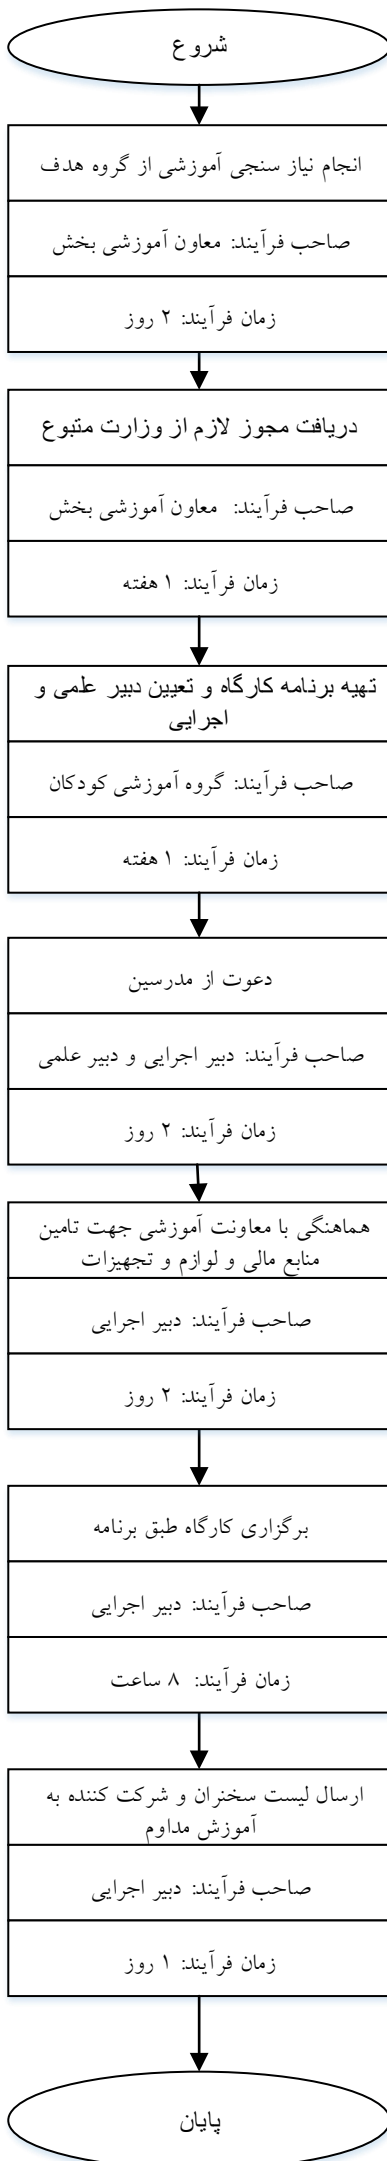 شروع
انجام نیاز سنجی آموزشی از گروه هدف
صاحب فرآیند: معاون آموزشی بخش
زمان فرآیند: ۲ روز
دریافت مجوز لازم از وزارت متبوع
صاحب فرآیند: معاون آموزشی بخش
زمان فرآیند: ۱ هفته
تهیه برنامه کارگاه و تعیین دبیر علمی و
اجرایی
صاحب فرآیند: گروه آموزشی کودکان
زمان فرآیند: ۱ هفته
دعوت از مدرسین
صاحب فرآیند: دبیر اجرایی و دبیر علمی
زمان فرآیند: ۲ روز
هماهنگی با معاونت آموزشی جهت تامین
منابع مالی و لوازم و تجهیزات
صاحب فرآیند: دبیر اجرایی
زمان فرآیند: ۲ روز
برگزاری کارگاه طبق برنامه
صاحب فرآیند: دبیر اجرایی
زمان فرآیند: ۸ ساعت
ارسال لیست سخنران و شرکت کننده به
آموزش مداوم
صاحب فرآیند: دبیر اجرایی
زمان فرآیند: ۱ روز
پایان